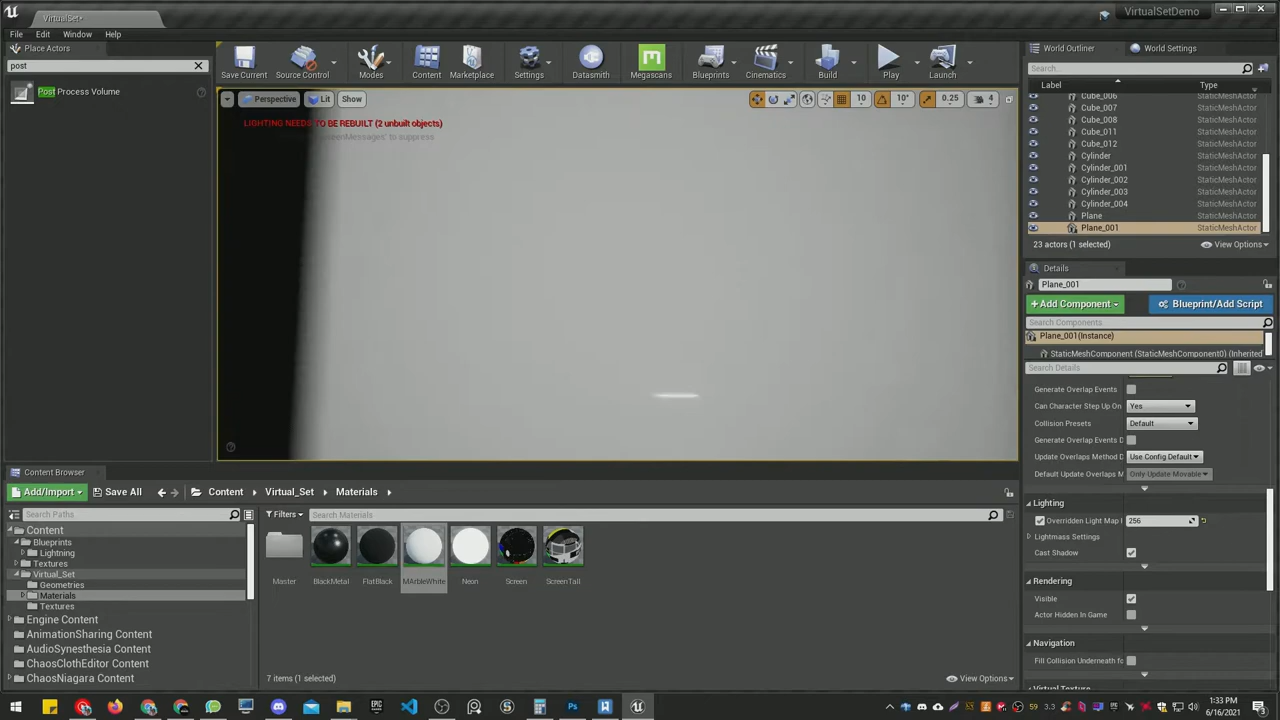 VirtualSet*
VirtualSetDemo
File Edit Window Help
Place Actors
post
Post Process Volume
Save Current
Source Control
Modes
Content
Marketplace
Settings
Datasmith
Megascans
Blueprints
Cinematics
Build
Play
Launch
Perspective Lit Show
10 10° 0.25 4
LIGHTING NEEDS TO BE REBUILT (2 unbuilt objects)
to suppress
World Outliner World Settings
Search...
Label Type
Cube_006 StaticMeshActor
Cube_007 StaticMeshActor
Cube_008 StaticMeshActor
Cube_011 StaticMeshActor
Cube_012 StaticMeshActor
Cylinder StaticMeshActor
Cylinder_001 StaticMeshActor
Cylinder_002 StaticMeshActor
Cylinder_003 StaticMeshActor
Cylinder_004 StaticMeshActor
Plane StaticMeshActor
Plane_001 StaticMeshActor
23 actors (1 selected) View Options
Details
Plane_001
+Add Component Blueprint/Add Script
Search Components
Plane_001(Instance)
StaticMeshComponent (StaticMeshComponent0) (Inherited
Search Details
Generate Overlap Events
Can Character Step Up On Yes
Collision Presets Default
Generate Overlap Events D
Update Overlaps Method D Use Config Default
Default Update Overlaps M Only Update Movable
Lighting
Overridden Light Map 256
Lightmass Settings
Cast Shadow
Rendering
Visible
Actor Hidden In Game
Navigation
Fill Collision Underneath fo
Virtual Texture
Content Browser
Add/Import Save All Content Virtual_Set Materials
Search Paths
Filters Search Materials
Content
Blueprints
Lightning
Textures
Virtual_Set
Geometries
Materials
Textures
Engine Content
AnimationSharing Content
AudioSynesthesia Content
ChaosClothEditor Content
ChaosNiagara Content
Master
BlackMetal
FlatBlack
MArbleWhite
Neon
Screen
ScreenTall
7 items (1 selected) View Options
59
1:33 PM
6/16/2021